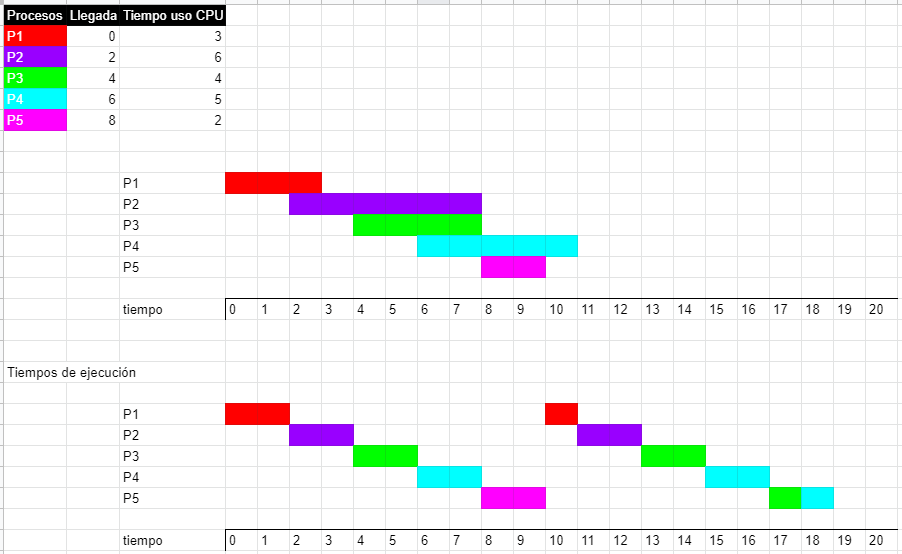 Procesos Llegada Tiempo uso CPU
P1 0 3
P2 2 6
P3 4 4
P4 6 5
P5 8 2
P1
P2
P3
P4
P5
tiempo 0 1 2 3 4 5 6 7 8 9 10 11 12 13 14 15 16 17 18 19 20
Tiempos de ejecución
P1
P2
P3
P4
P5
tiempo 0 1 2 3 4 5 6 7 8 9 10 11 12 13 14 15 16 17 18 19 20